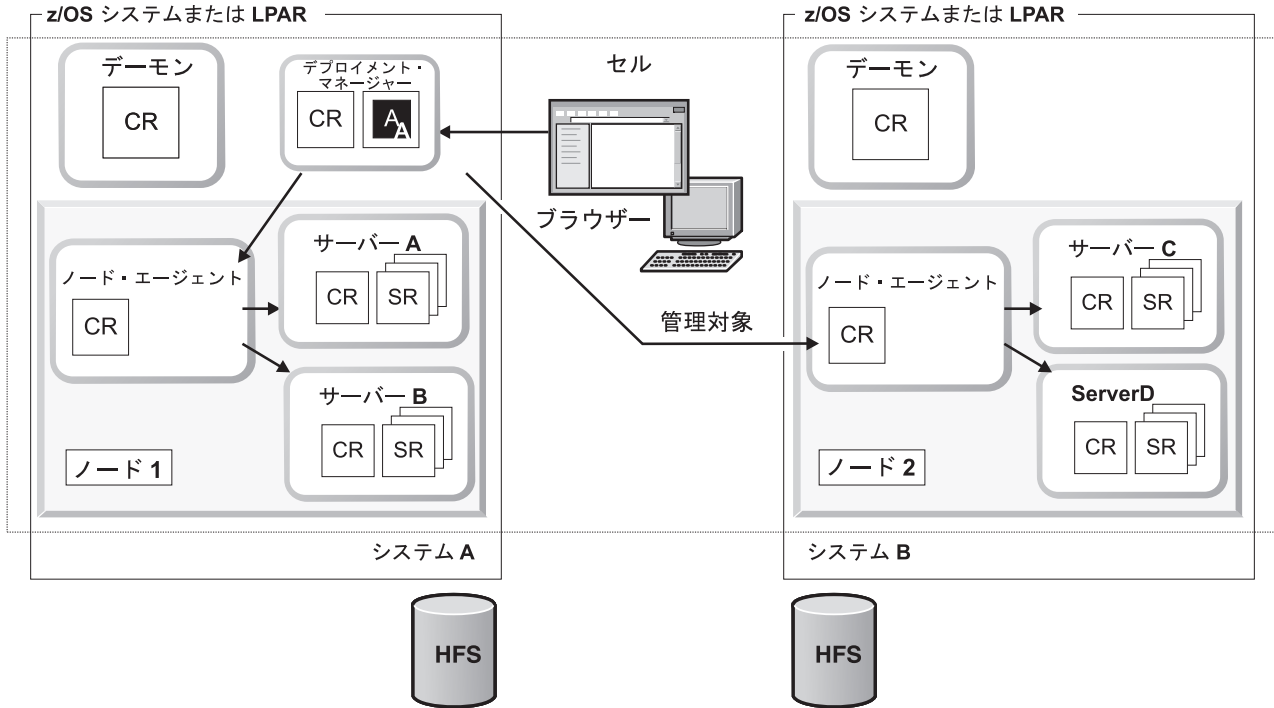 z/OS システムまたは LPAR
デーモン
CR
デプロイメント・
マネージャー
CR
A
A
セル
ブラウザー
管理対象
ノード・エージェント
CR
サーバー A
CR
SR
サーバー B
CR
SR
ノード 1
システム A
HFS
z/OS システムまたは LPAR
デーモン
CR
ノード・エージェント
CR
サーバー C
CR
SR
ServerD
CR
SR
ノード 2
システム B
HFS